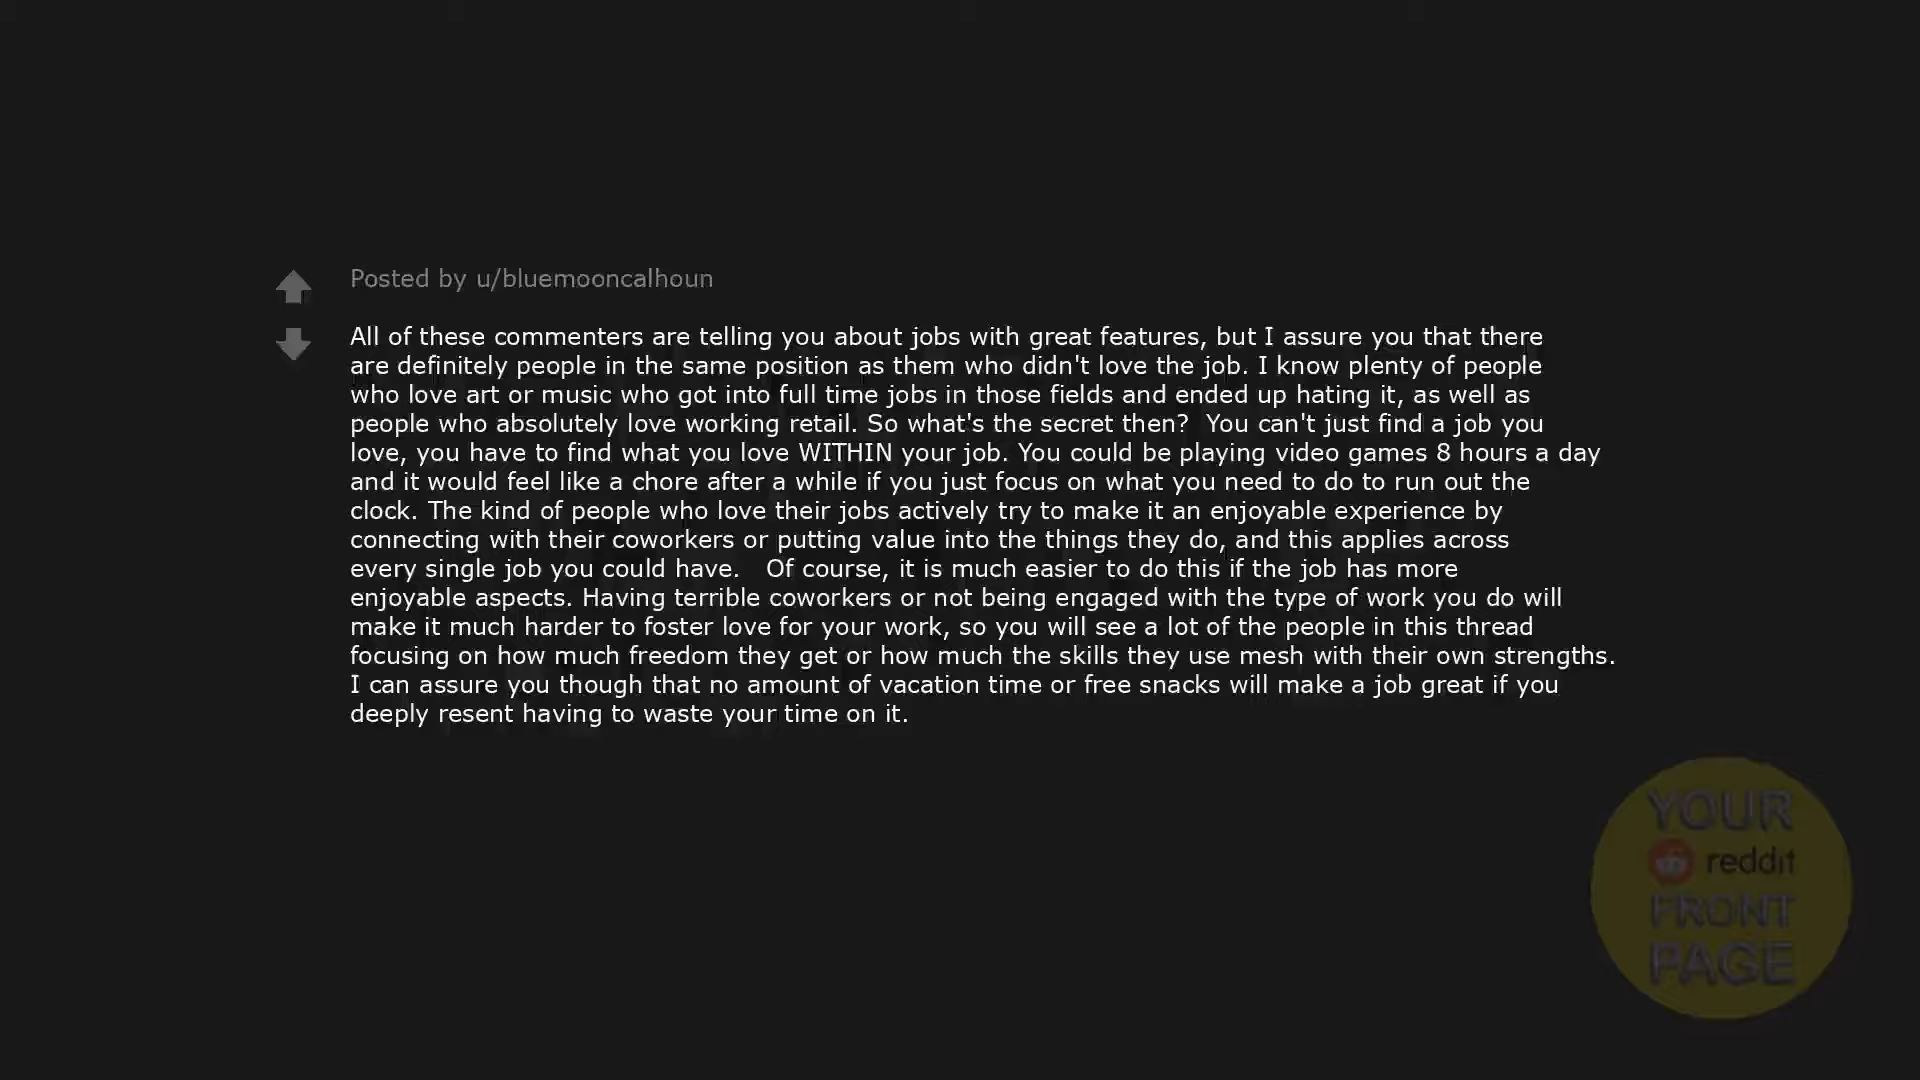 Posted by u/bluemooncalhoun
All of these commenters are telling you about jobs with great features, but I assure you that there
are definitely people in the same position as them who didn't love the job. I know plenty of people
who love art or music who got into full time jobs in those fields and ended up hating it, as well as
people who absolutely love working retail. So what's the secret then?  You can't just find a job you
love, you have to find what you love WITHIN your job. You could be playing video games 8 hours a day
and it would feel like a chore after a while if you just focus on what you need to do to run out the
clock. The kind of people who love their jobs actively try to make it an enjoyable experience by
connecting with their coworkers or putting value into the things they do, and this applies across
every single job you could have.   Of course, it is much easier to do this if the job has more
enjoyable aspects. Having terrible coworkers or not being engaged with the type of work you do will
make it much harder to foster love for your work, so you will see a lot of the people in this thread
focusing on how much freedom they get or how much the skills they use mesh with their own strengths.
I can assure you though that no amount of vacation time or free snacks will make a job great if you
deeply resent having to waste your time on it.
YOUR
reddit
FRONT
PAGE